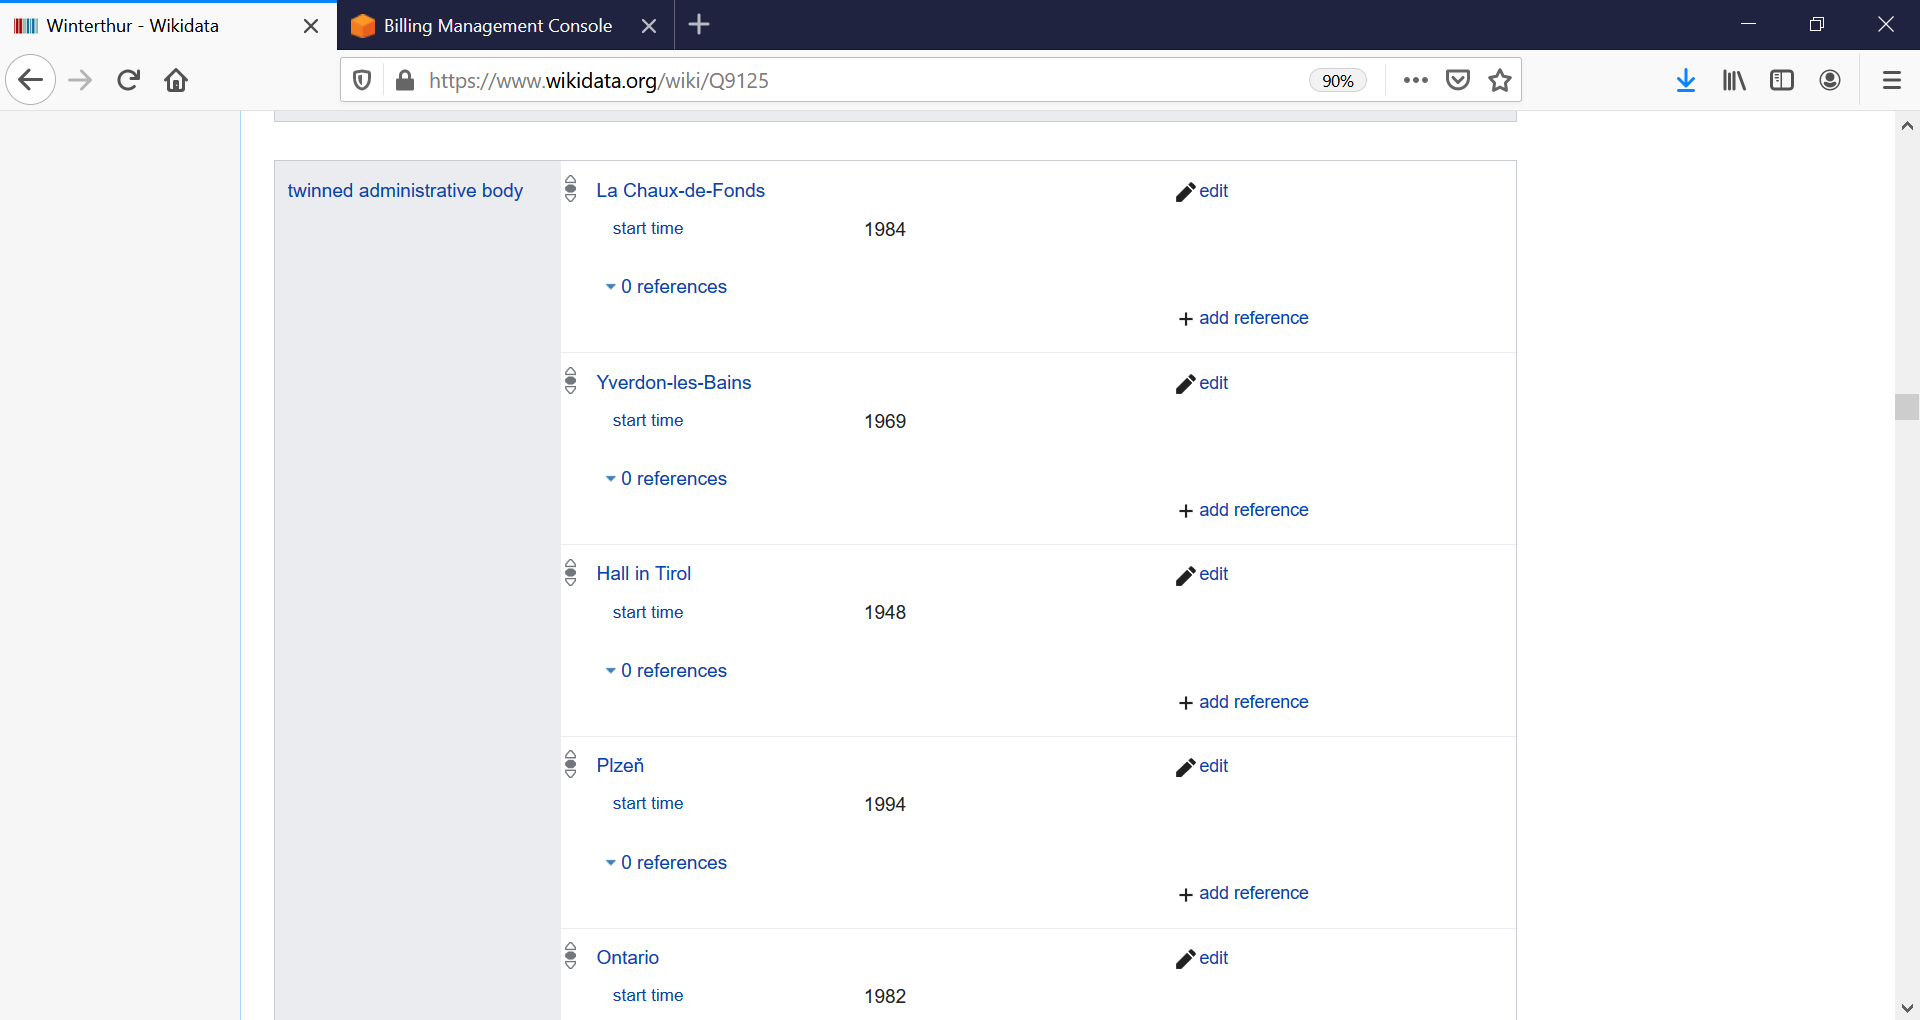 Winterthur - Wikidata
Billing Management Console
https://www.wikidata.org/wiki/Q9125
90%
twinned administrative body
La Chaux-de-Fonds
edit
start time
1984
0 references
+ add reference
Yverdon-les-Bains
edit
start time
1969
0 references
+ add reference
Hall in Tirol
edit
start time
1948
0 references
+ add reference
Plzeň
edit
start time
1994
0 references
+ add reference
Ontario
edit
start time
1982